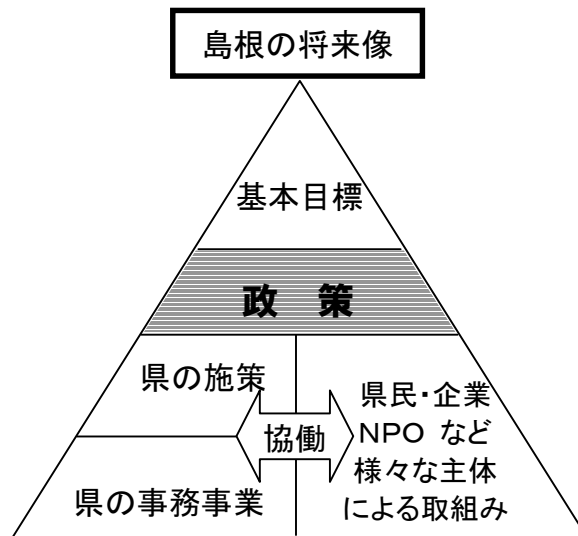 島根の将来像
基本目標
政 策
県の施策
県の事務事業
協働
県民・企業
NPO など
様々な主体
による取組み